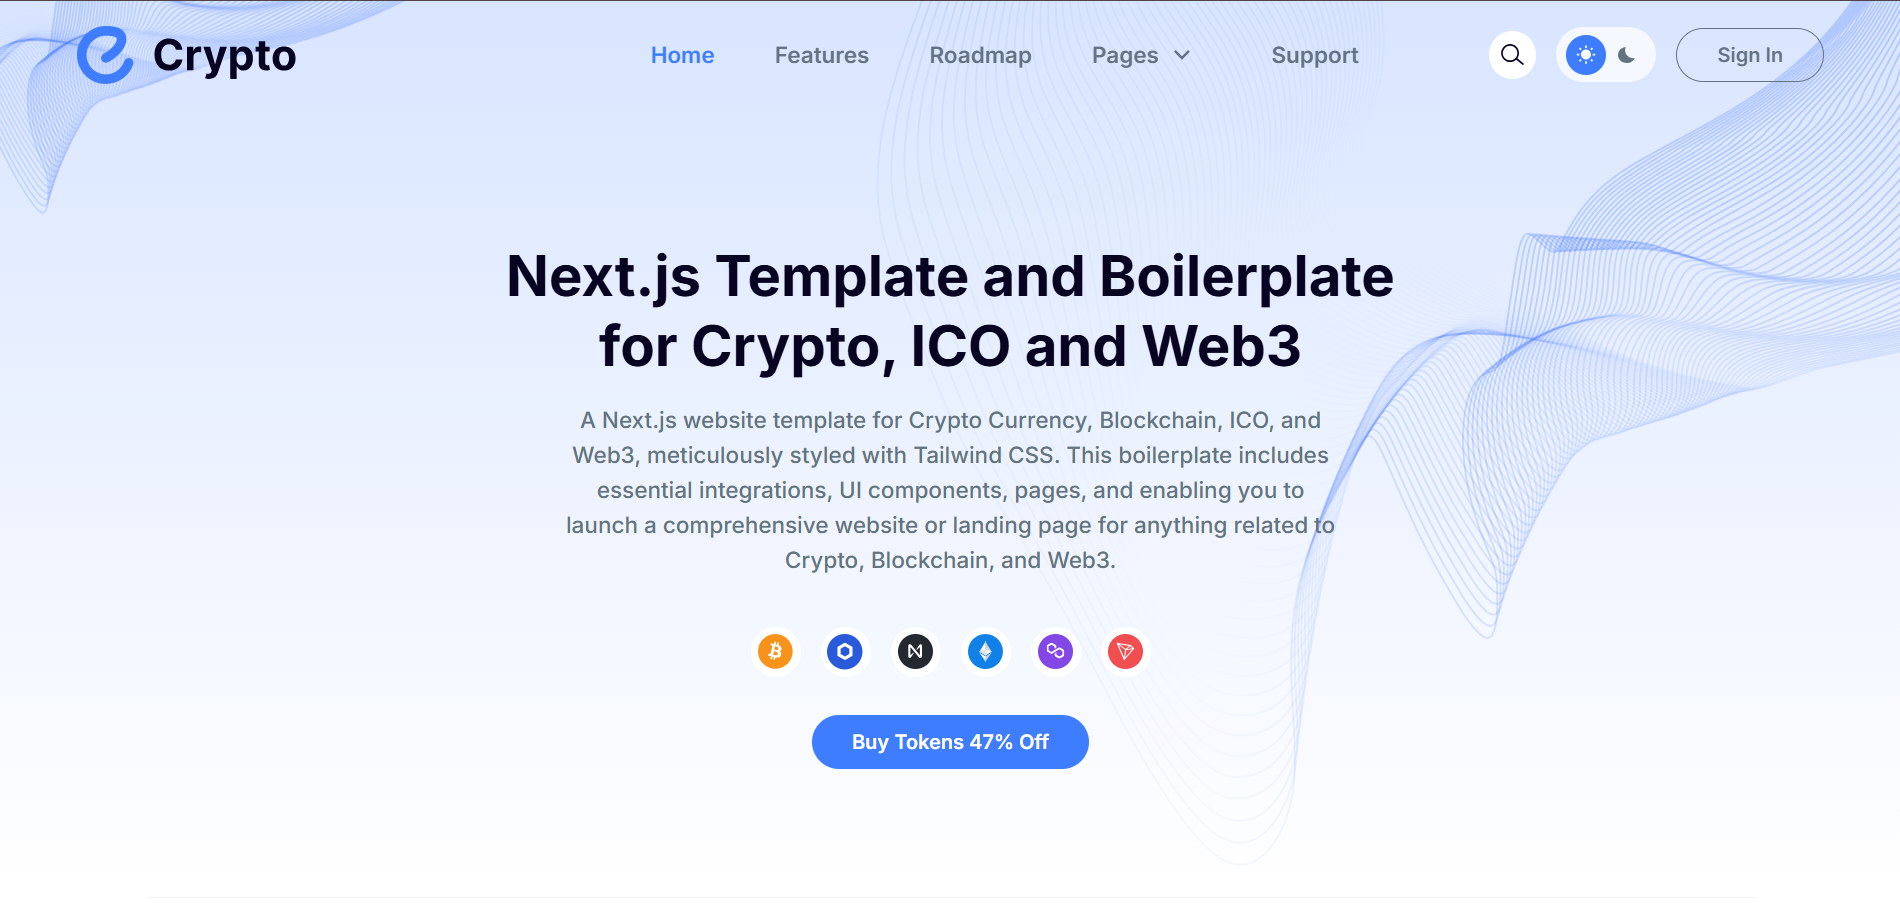 Crypto
Home
Features
Roadmap
Pages
Support
Sign In
Next.js Template and Boilerplate
for Crypto, ICO and Web3
A Next.js website template for Crypto Currency, Blockchain, ICO, and
Web3, meticulously styled with Tailwind CSS. This boilerplate includes
essential integrations, UI components, pages, and enabling you to
launch a comprehensive website or landing page for anything related to
Crypto, Blockchain, and Web3.
Buy Tokens 47% Off